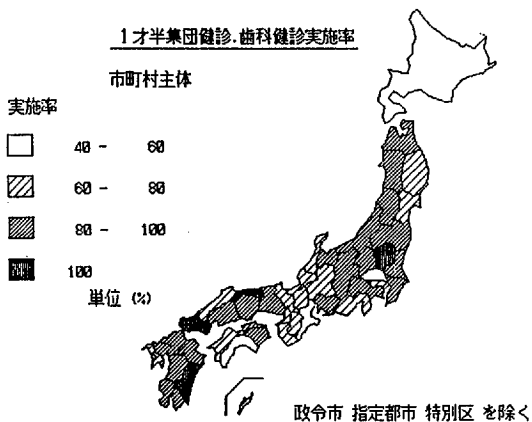 1才半集団健診.歯科健診実施率
市町村主体
実施率
40 - 60
60 - 80
80 - 100
100
単位 (%)
政令市 指定都市 特別区 を除く